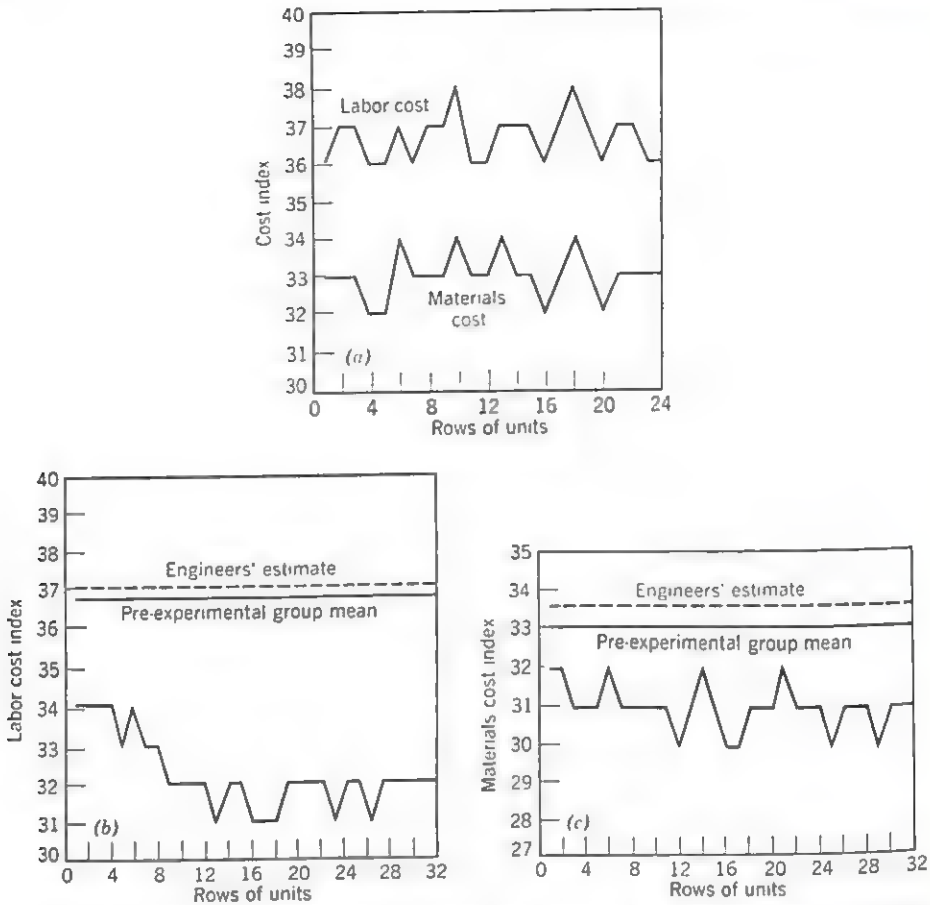 40
39
38
37
36
35
34
33
32
31
30
Cost index
Labor cost
Materials
cost
(a)
0 4 8 12 16 20 24
Rows of units
40
39
38
37
36
35
34
33
32
31
30
Labor cost index
Engineers' estimate
Pre-experimental group mean
(b)
0 4 8 12 16 20 24 28 32
Rows of units
35
34
33
32
31
30
29
28
27
Materials cost index
Engineers' estimate
Pre-experimental group mean
(c)
0 4 8 12 16 20 24 28 32
Rows of units